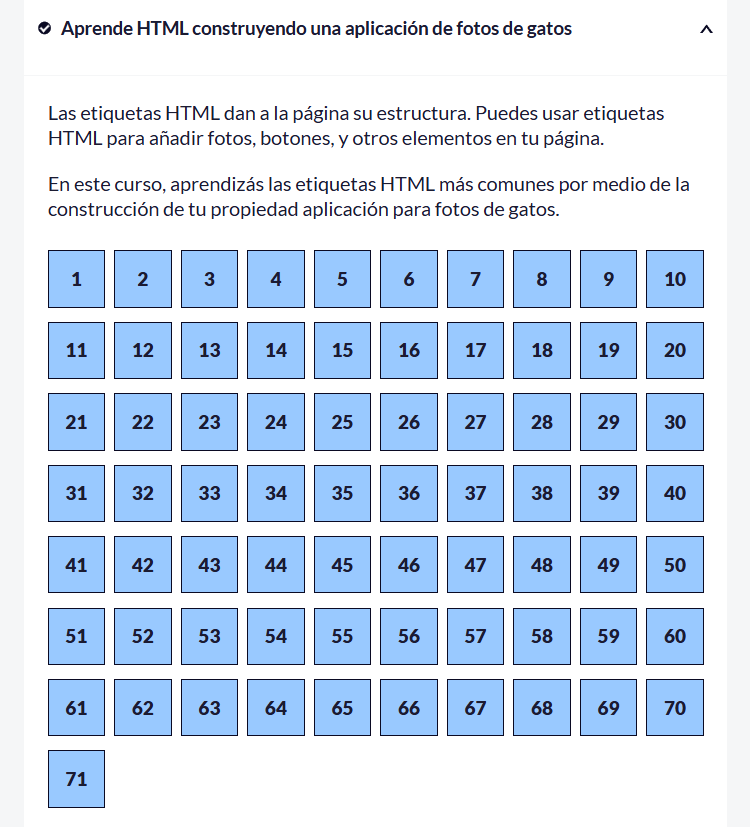 Aprende HTML construyendo una aplicación de fotos de gatos
Las etiquetas HTML dan a la página su estructura. Puedes usar etiquetas
HTML para añadir fotos, botones, y otros elementos en tu página.
En este curso, aprendizás las etiquetas HTML más comunes por medio de la
construcción de tu propiedad aplicación para fotos de gatos.
1 2 3 4 5 6 7 8 9 10
11 12 13 14 15 16 17 18 19 20
21 22 23 24 25 26 27 28 29 30
31 32 33 34 35 36 37 38 39 40
41 42 43 44 45 46 47 48 49 50
51 52 53 54 55 56 57 58 59 60
61 62 63 64 65 66 67 68 69 70
71